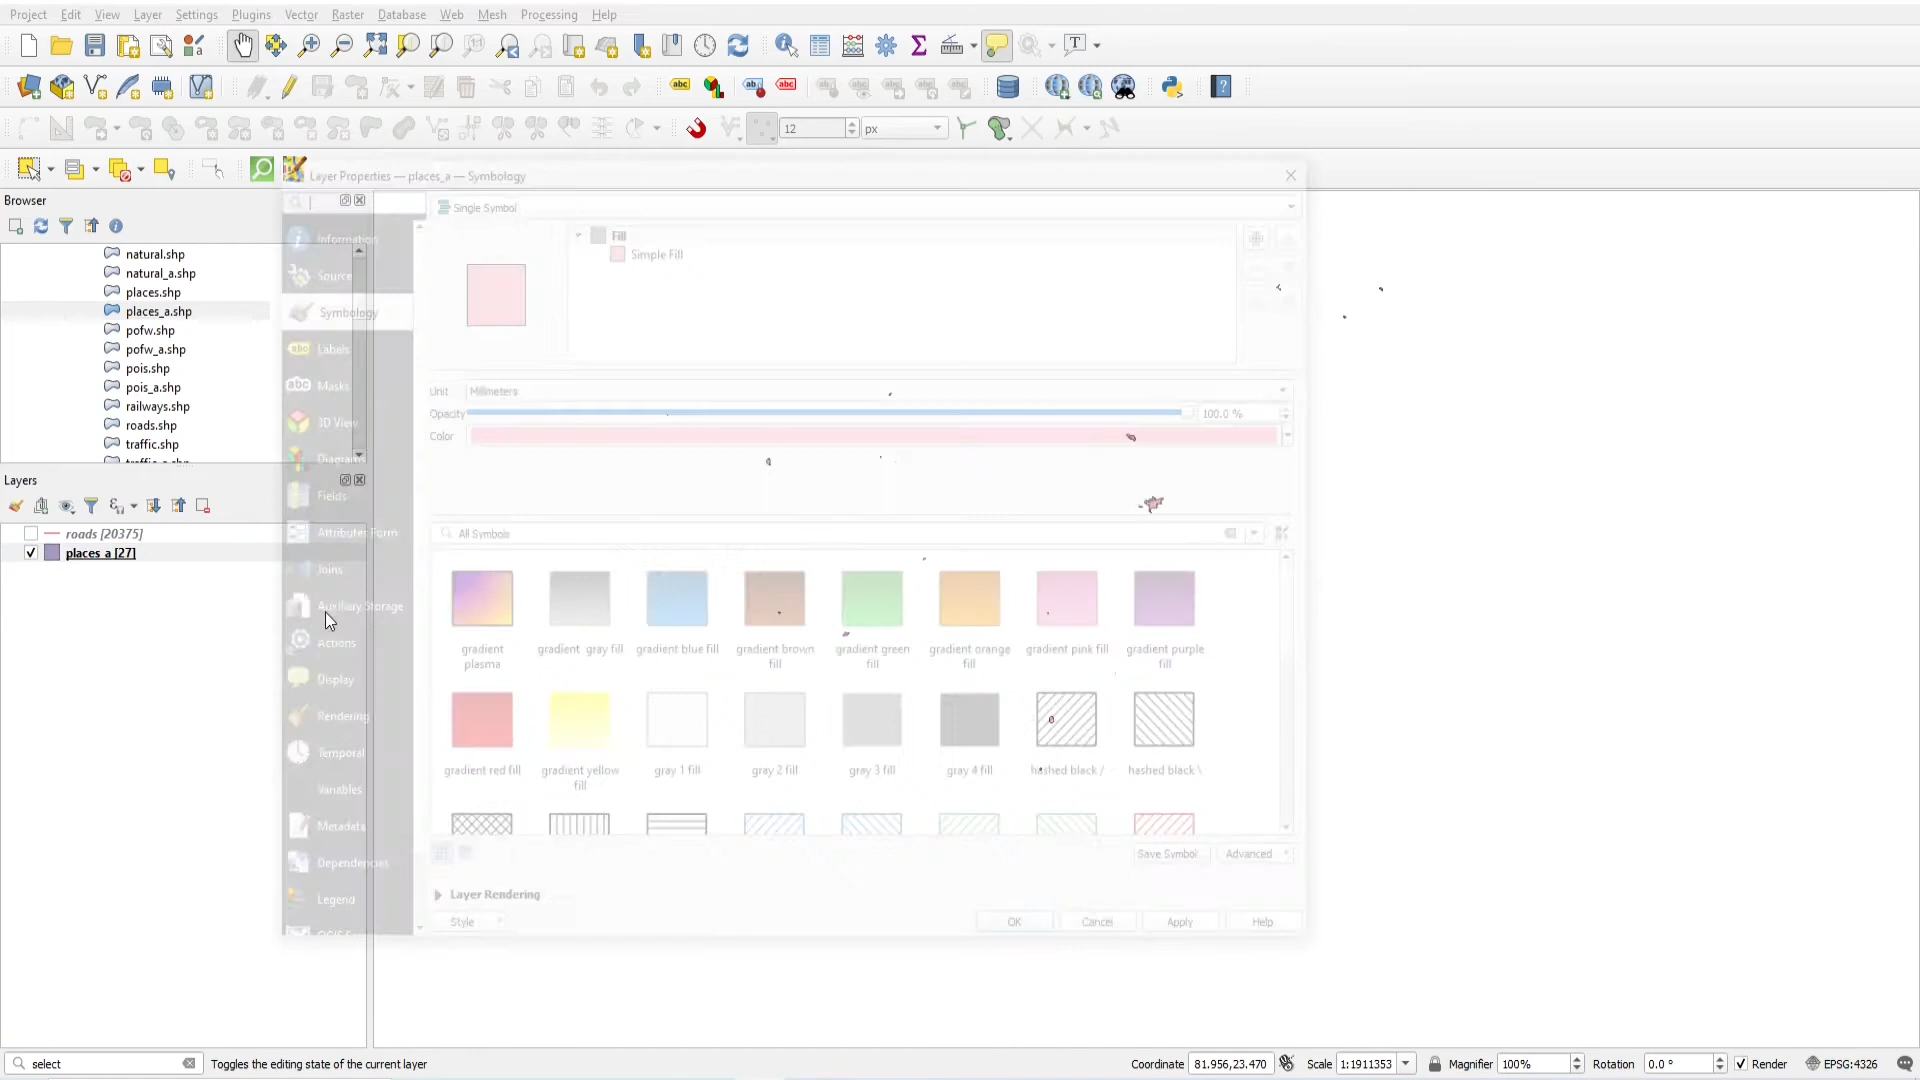 Project Edit View Layer Settings Plugins Vector Raster Database Web Mesh Processing Help
12 px
Layer Properties — places_a — Symbology
Browser
natural.shp
natural_a.shp
places.shp
places_a.shp
pofw.shp
pofw_a.shp
pois.shp
pois_a.shp
railways.shp
roads.shp
traffic.shp
Layers
roads [20375]
places a [27]
Information
Source
Symbology
Labels
Masks
3D View
Diagrams
Fields
Attributes Form
Joins
Auxiliary Storage
Actions
Display
Rendering
Temporal
Variables
Metadata
Dependencies
Legend
Single Symbol
Fill
Simple Fill
Unit Millimeters
Opacity 100.0 %
Color
All Symbols
gradient plasma
gradient gray fill
gradient blue fill
gradient brown fill
gradient green fill
gradient orange fill
gradient pink fill
gradient purple fill
gradient red fill
gradient yellow fill
gray 1 fill
gray 2 fill
gray 3 fill
gray 4 fill
hashed black /
hashed black \
Save Symbol... Advanced
Layer Rendering
Style OK Cancel Apply Help
select Toggles the editing state of the current layer Coordinate 81.956,23.470 Scale 1:1911353 Magnifier 100% Rotation 0.0 ° Render EPSG:4326